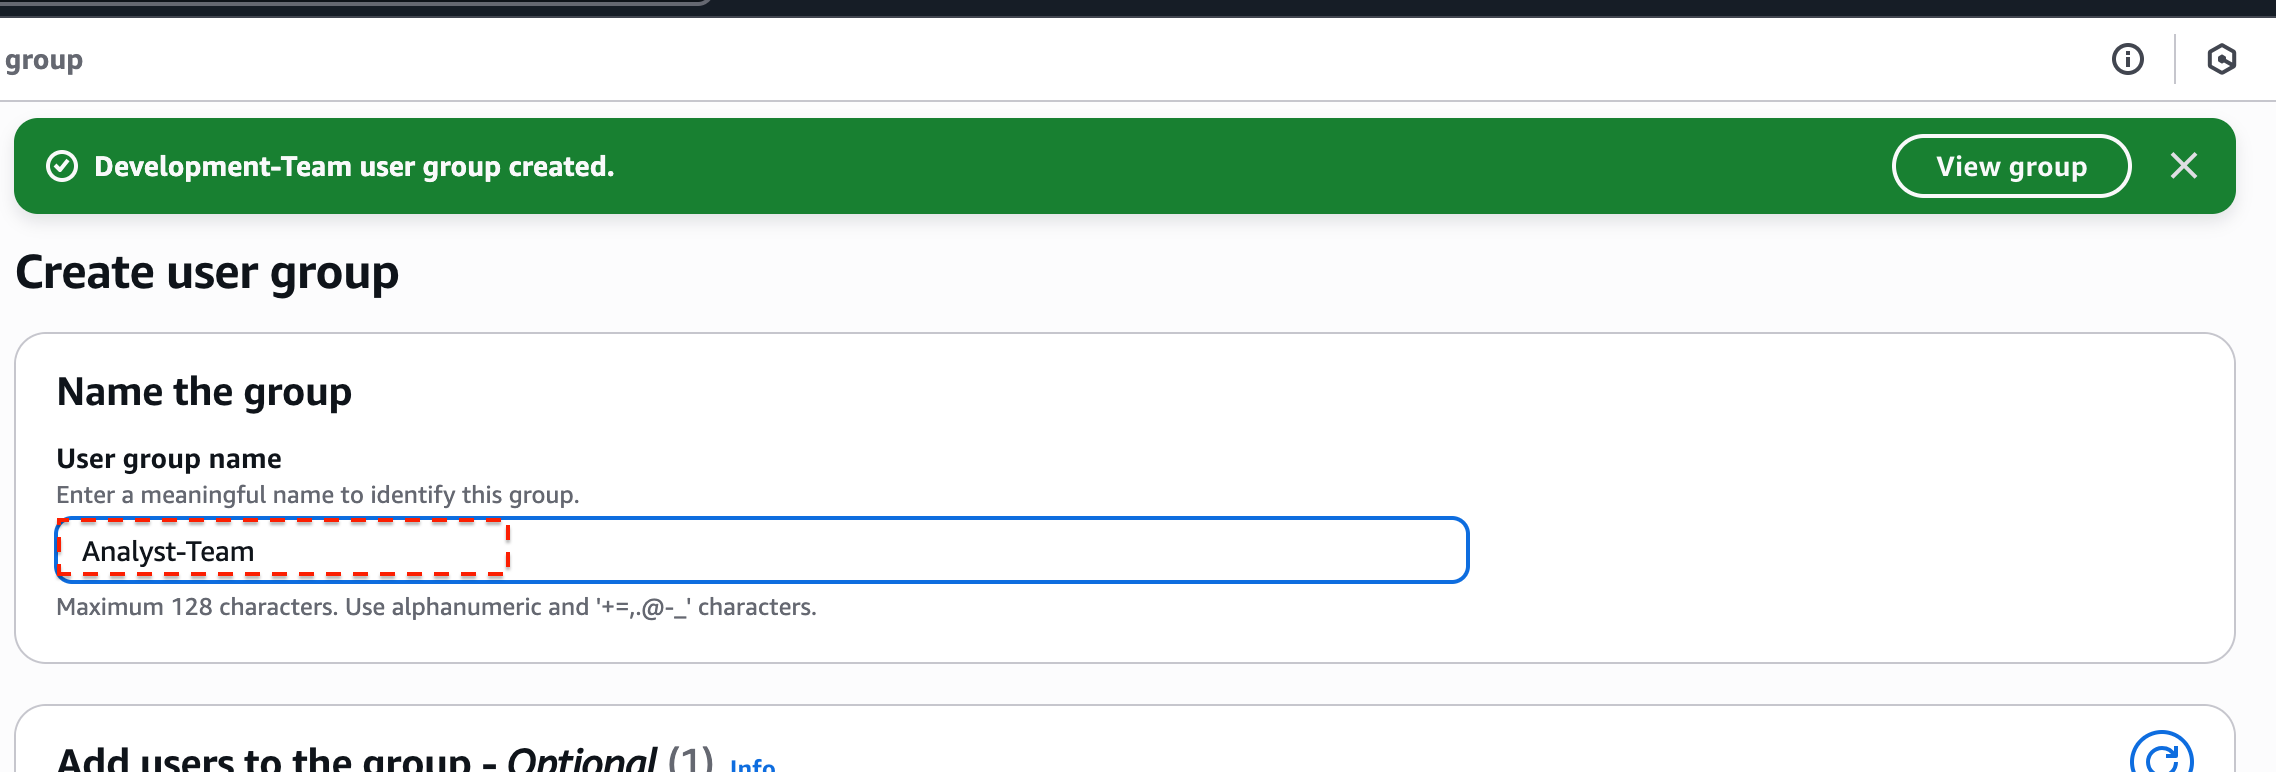 group
Development-Team user group created.
View group
Create user group
Name the group
User group name
Enter a meaningful name to identify this group.
Analyst-Team
Maximum 128 characters. Use alphanumeric and '+=,.@-_' characters.
Add users to the group - Optional (1) Info